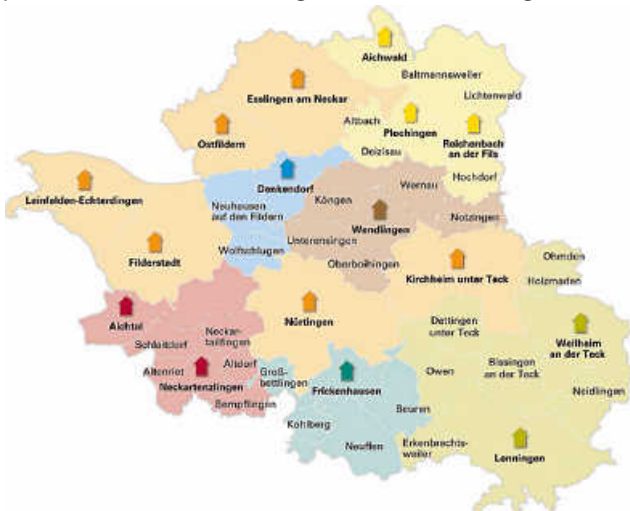 Aichwald
Baltmannsweiler
Lichtenwald
Esslingen am Neckar
Altbach
Plochingen
Reichenbach
an der Fils
Ostfildern
Deizisau
Hochdorf
Denkendorf
Wernau
Leinfelden-Echterdingen
Neuhausen
auf den Fildern
Köngen
Notzingen
Wendlingen
Unterensingen
Wolfschlugen
Oberboihingen
Filderstadt
Ohmden
Kirchheim unter Teck
Holzmaden
Aichtal
Nürtingen
Dettingen
unter Teck
Neckar-
tailfingen
Schlaitdorf
Weilheim
an der Teck
Altdorf
Altenriet
Groß-
bettlingen
Owen
Bissingen
an der Teck
Neckartenzlingen
Frickenhausen
Neidlingen
Bempflingen
Beuren
Kohlberg
Neuffen
Erkenbrechts-
weiler
Lenningen